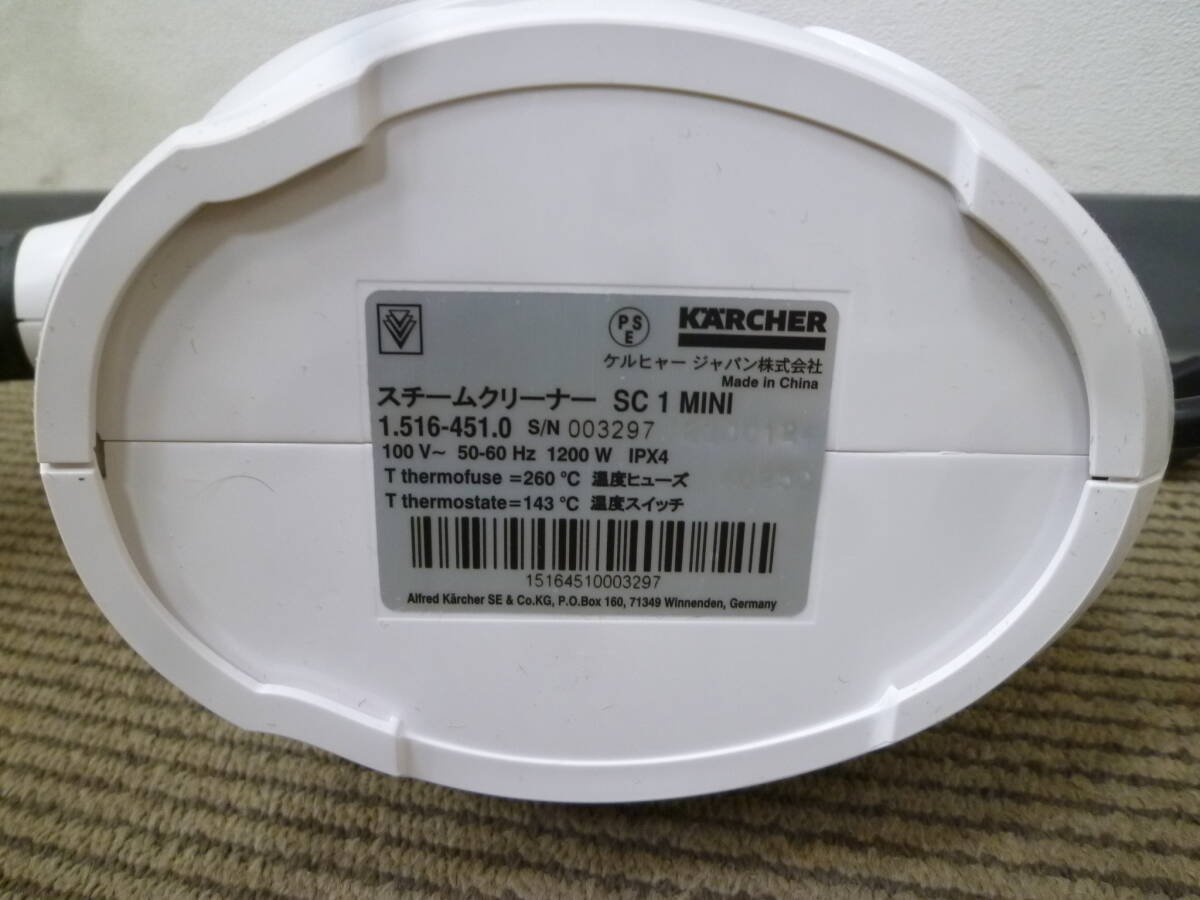 PS
E
KÄRCHER
ケルヒャー ジャパン株式会社
Made in China
スチームクリーナー SC 1 MINI
1.516-451.0 S/N 003297
100 V~ 50-60 Hz 1200 W IPX4
T thermofuse =260 °C 温度ヒューズ
T thermostate=143 °C 温度スイッチ
15164510003297
Alfred Kärcher SE & Co.KG, P.O.Box 160, 71349 Winnenden, Germany